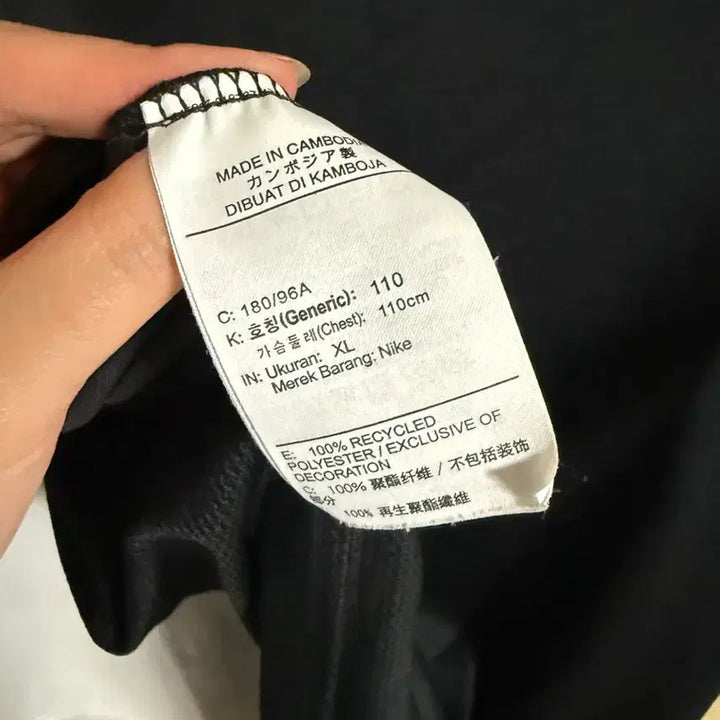 MADE IN CAMBODIA
カンボジア製
DIBUAT DI KAMBOJA
C: 180/96A
K: 호칭(Generic): 110
가슴둘레(Chest): 110cm
IN: Ukuran: XL
Merek Barang: Nike
E: 100% RECYCLED
POLYESTER / EXCLUSIVE OF
DECORATION
C: 100% 聚酯纤维 / 不包括装饰
部分
100% 再生聚酯纖維